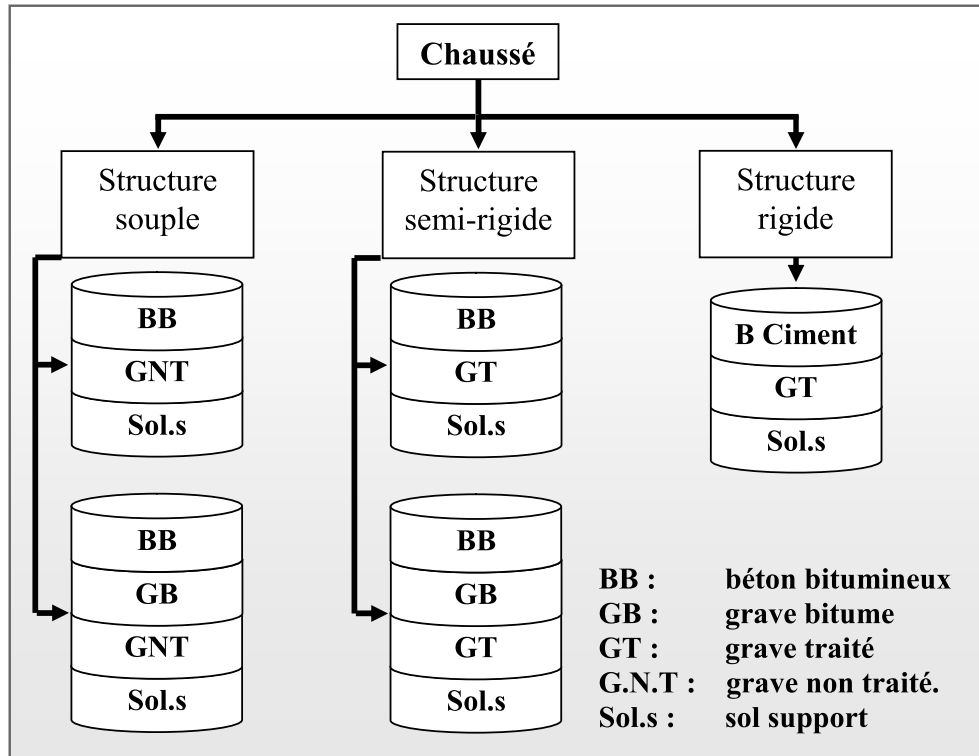 Chaussé
Structure
souple
Structure
semi-rigide
Structure
rigide
BB
GNT
Sol.s
BB
GB
GNT
Sol.s
BB
GT
Sol.s
BB
GB
GT
Sol.s
B Ciment
GT
Sol.s
BB : béton bitumineux
GB : grave bitume
GT : grave traité
G.N.T : grave non traité.
Sol.s : sol support